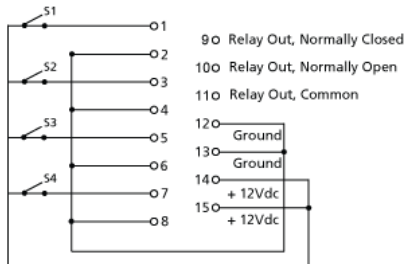 S1
1
2
S2
3
4
S3
5
6
S4
7
8
9 Relay Out, Normally Closed
10 Relay Out, Normally Open
11 Relay Out, Common
12
Ground
13
Ground
14
+ 12Vdc
15
+ 12Vdc